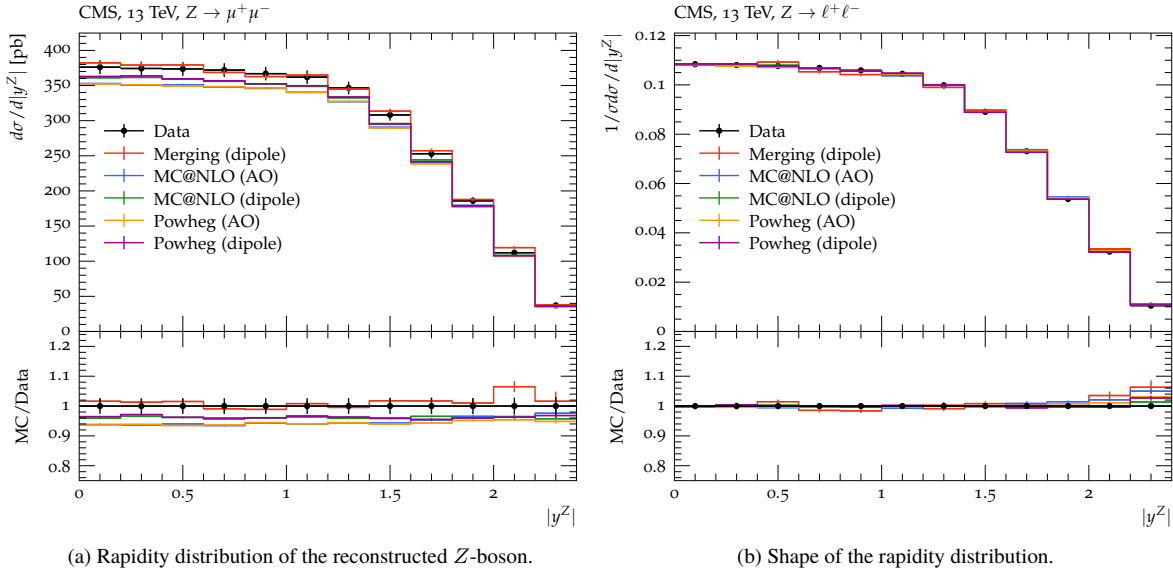 CMS, 13 TeV, Z → μ⁺μ⁻
dσ/d|y^Z| [pb]
400
350
300
250
200
150
100
50
0
Data
Merging (dipole)
MC@NLO (AO)
MC@NLO (dipole)
Powheg (AO)
Powheg (dipole)
MC/Data
1.2
1.1
1
0.9
0.8
0 0.5 1 1.5 2
|y^Z|
(a) Rapidity distribution of the reconstructed Z-boson.
CMS, 13 TeV, Z → ℓ⁺ℓ⁻
1/σdσ/d|y^Z|
0.12
0.1
0.08
0.06
0.04
0.02
0
Data
Merging (dipole)
MC@NLO (AO)
MC@NLO (dipole)
Powheg (AO)
Powheg (dipole)
MC/Data
1.2
1.1
1
0.9
0.8
0 0.5 1 1.5 2
|y^Z|
(b) Shape of the rapidity distribution.